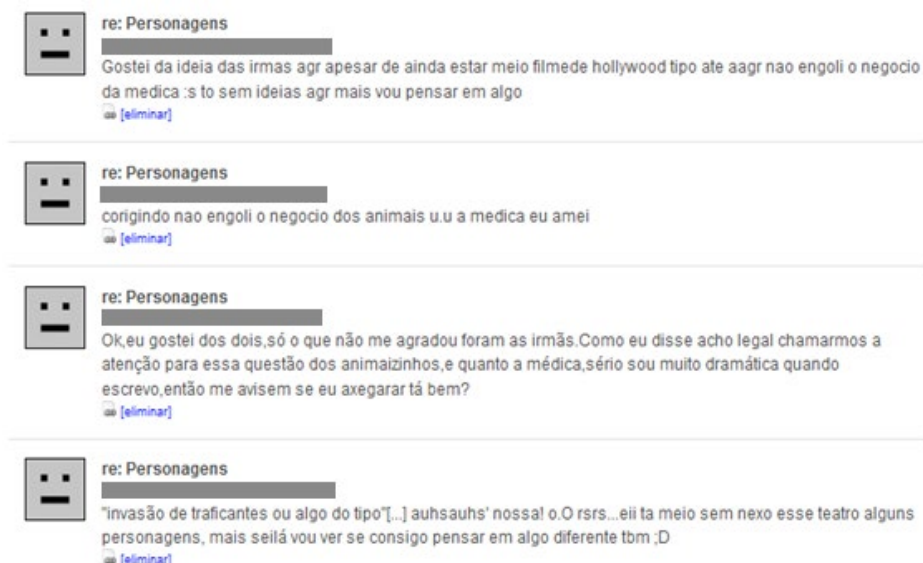 re: Personagens
Gostei da ideia das irmas agr apesar de ainda estar meio filmede hollywood tipo ate aagr nao engoli o negocio
da medica :s to sem ideias agr mais vou pensar em algo
[eliminar]
re: Personagens
corigindo nao engoli o negocio dos animais u.u a medica eu amei
[eliminar]
re: Personagens
Ok,eu gostei dos dois,só o que não me agradou foram as irmãs.Como eu disse acho legal chamarmos a
atenção para essa questão dos animaizinhos,e quanto a médica,sério sou muito dramática quando
escrevo,então me avisem se eu axegarar tá bem?
[eliminar]
re: Personagens
"invasão de traficantes ou algo do tipo"[...] auhsauhs' nossa! o.O rsrs...eii ta meio sem nexo esse teatro alguns
personagens, mais seilá vou ver se consigo pensar em algo diferente tbm ;D
[eliminar]